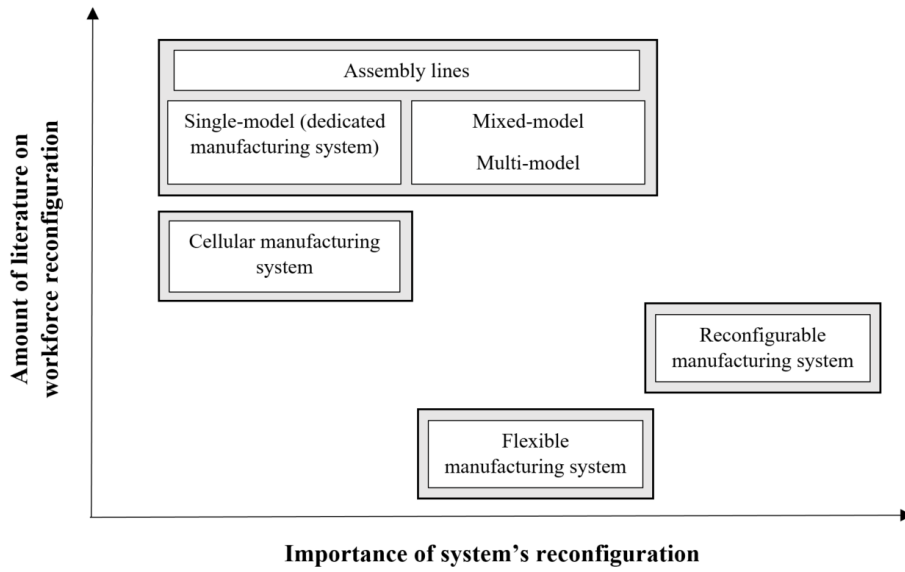 Amount of literature on
workforce reconfiguration
Assembly lines
Single-model (dedicated
manufacturing system)
Mixed-model
Multi-model
Cellular manufacturing
system
Reconfigurable
manufacturing system
Flexible
manufacturing system
Importance of system's reconfiguration